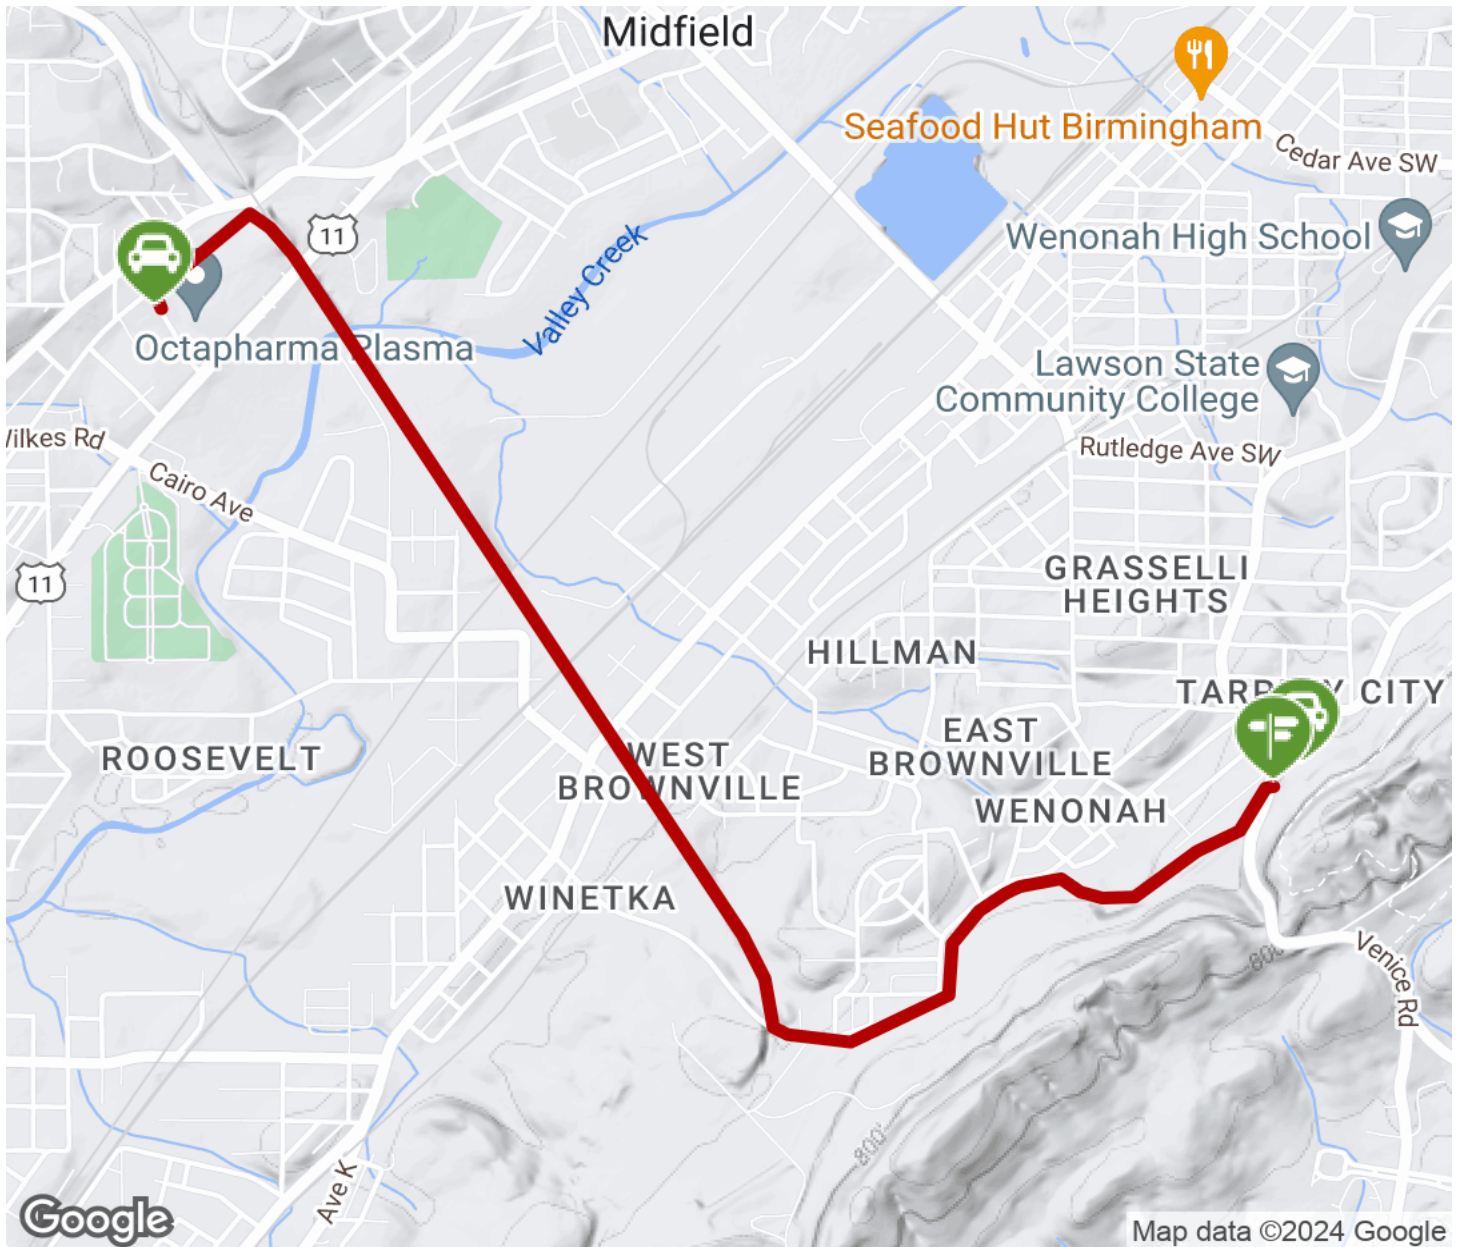 Midfield
Seafood Hut Birmingham
Cedar Ave SW
11
Wenonah High School
Valley Creek
Octapharma Plasma
Lawson State
Community College
Wilkes Rd
Rutledge Ave SW
Cairo Ave
11
GRASSELLI
HEIGHTS
HILLMAN
CITY
EAST
BROWNVILLE
ROOSEVELT
WEST
BROWNVILLE
WENONAH
WINETKA
800'
Venice Rd
800'
Ave K
Google
Map data ©2024 Google